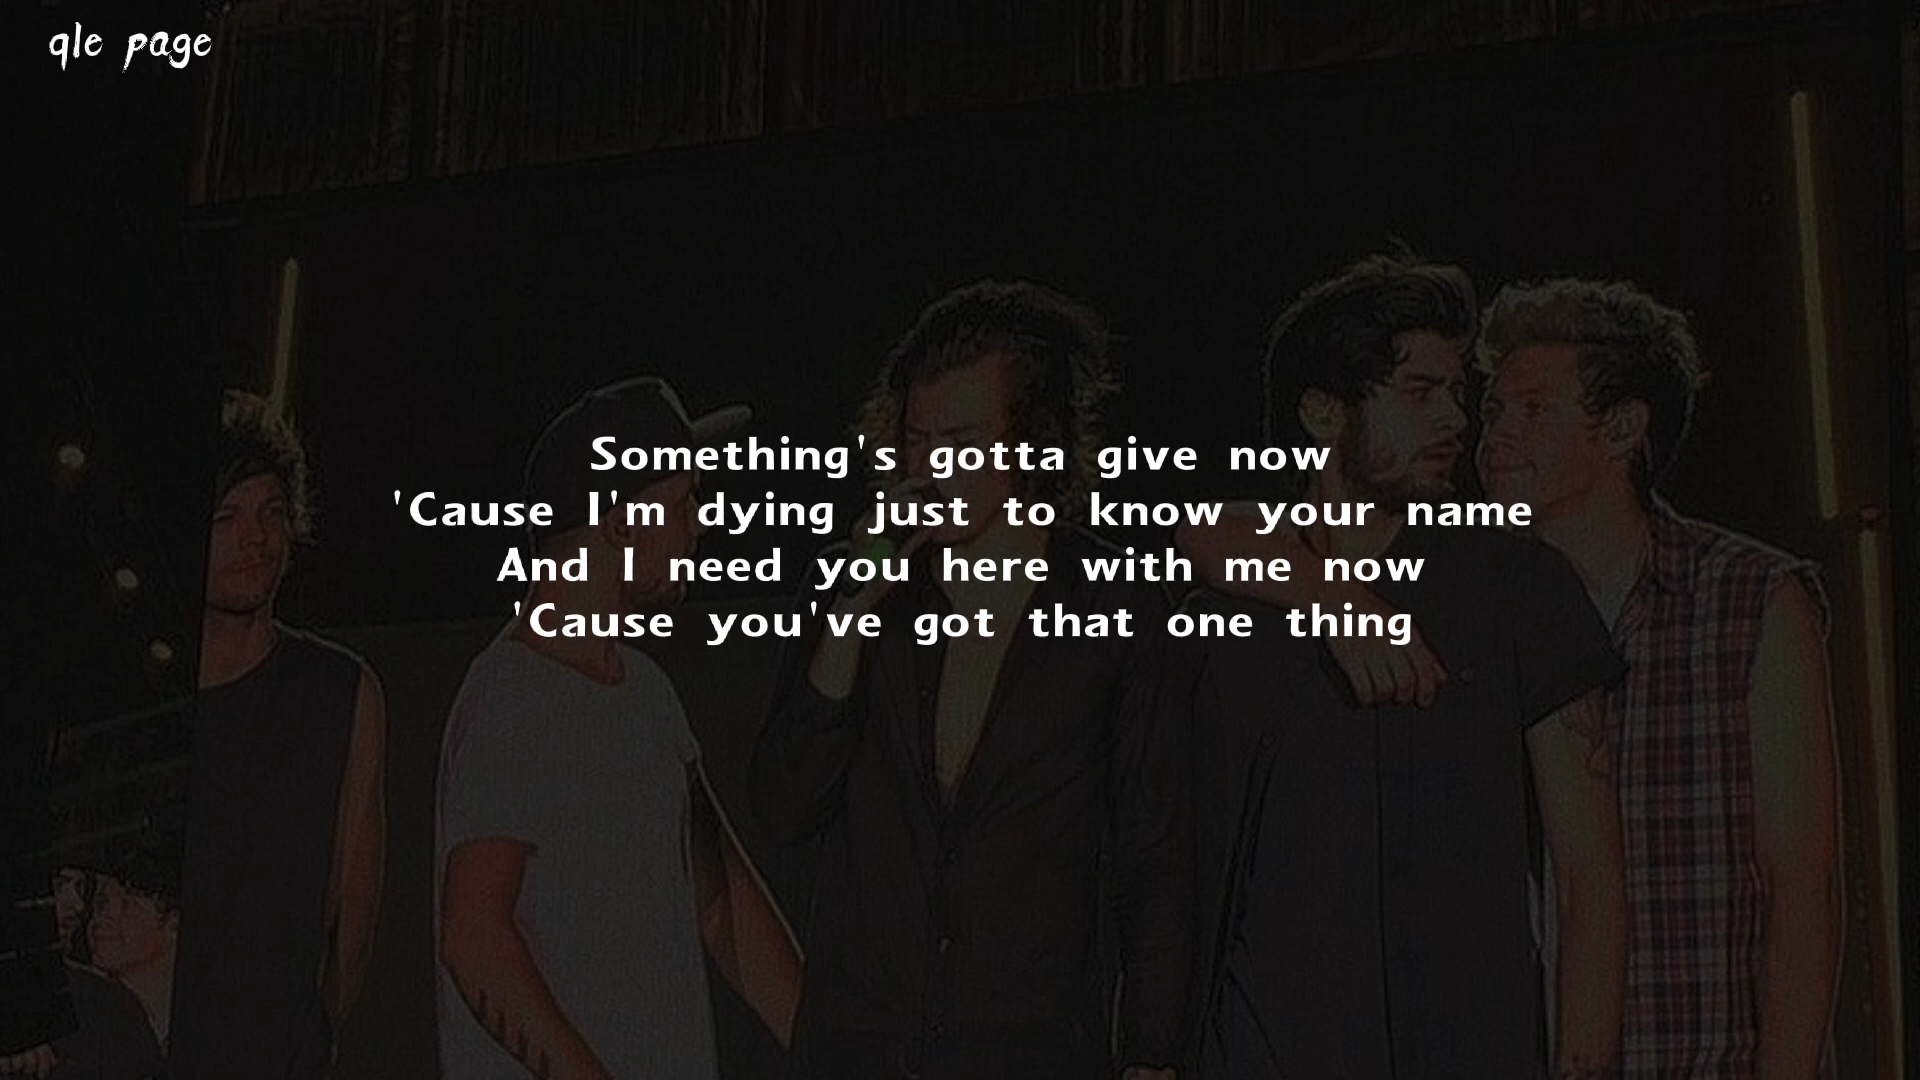 qle page
Something's gotta give now
'Cause I'm dying just to know your name
And I need you here with me now
'Cause you've got that one thing